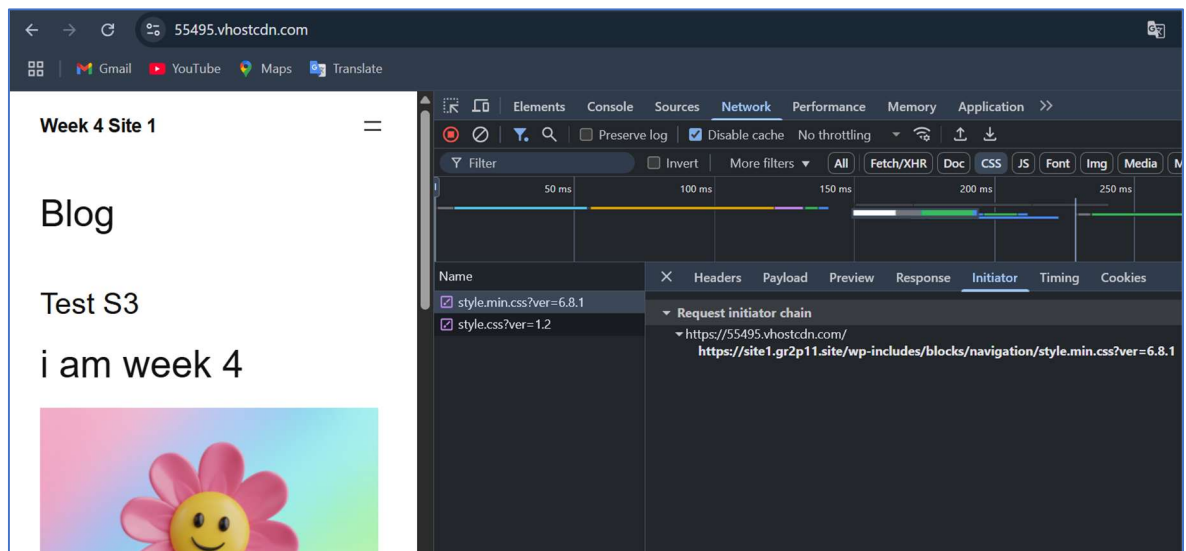 55495.vhostcdn.com
Gmail YouTube Maps Translate
Week 4 Site 1
Blog
Test S3
i am week 4
Elements Console Sources Network Performance Memory Application
Preserve log Disable cache No throttling
Filter Invert More filters All Fetch/XHR Doc CSS JS Font Img Media
50 ms 100 ms 150 ms 200 ms 250 ms
Name
style.min.css?ver=6.8.1
style.css?ver=1.2
Headers Payload Preview Response Initiator Timing Cookies
Request initiator chain
https://55495.vhostcdn.com/
https://site1.gr2p11.site/wp-includes/blocks/navigation/style.min.css?ver=6.8.1